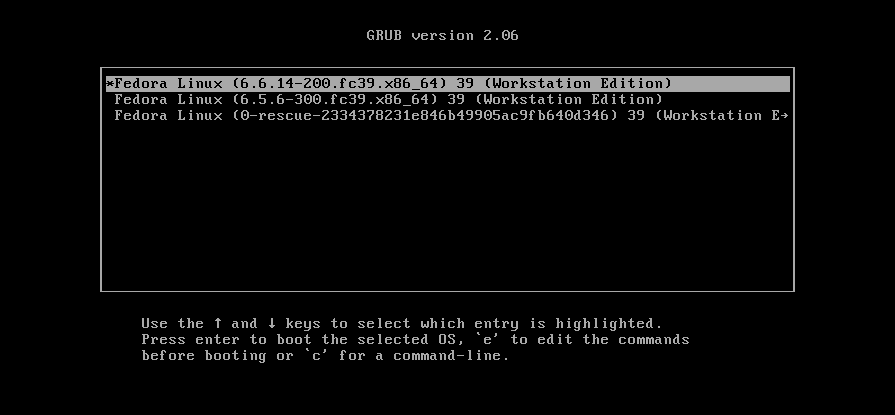 GRUB version 2.06
*Fedora Linux (6.6.14-200.fc39.x86_64) 39 (Workstation Edition)
Fedora Linux (6.5.6-300.fc39.x86_64) 39 (Workstation Edition)
Fedora Linux (0-rescue-2334378231e846b49905ac9fb640d346) 39 (Workstation E→
Use the ↑ and ↓ keys to select which entry is highlighted.
Press enter to boot the selected OS, `e' to edit the commands
before booting or `c' for a command-line.